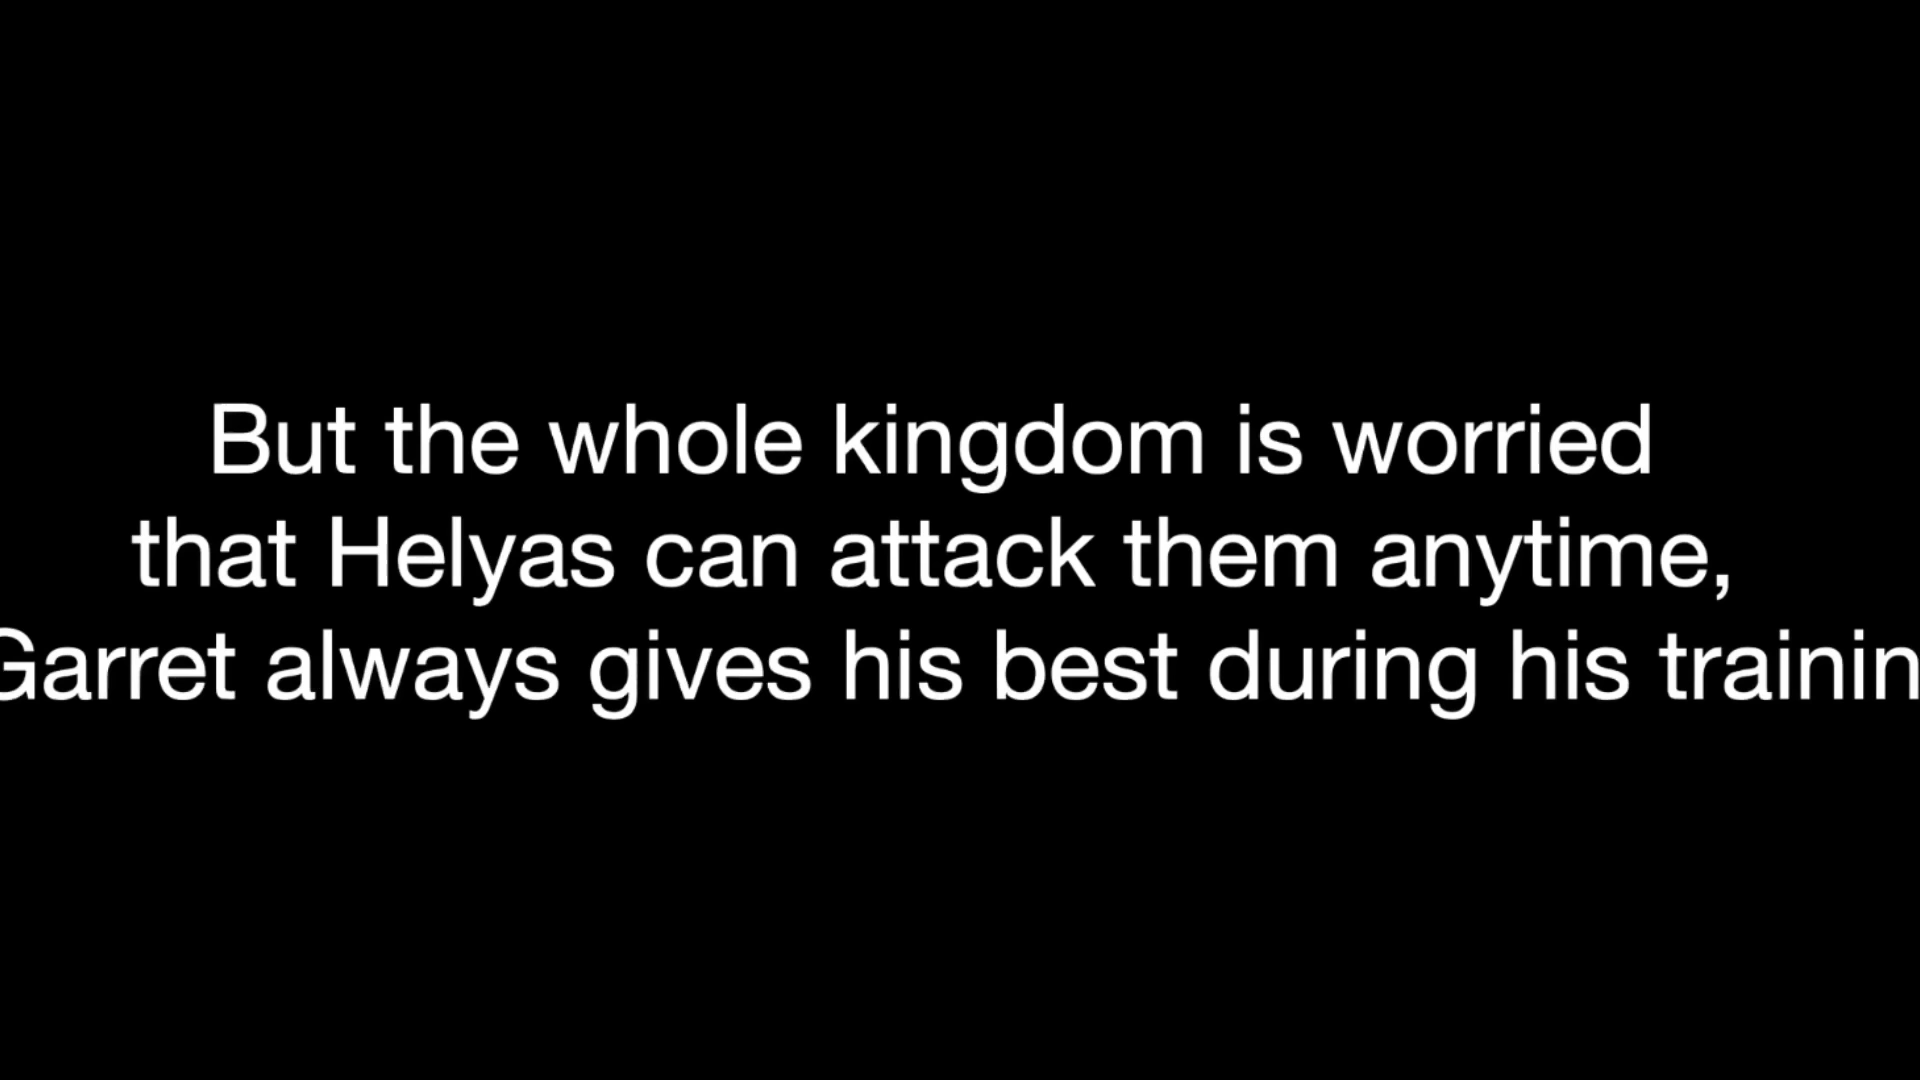 But the whole kingdom is worried
that Helyas can attack them anytime,
Garret always gives his best during his trainin